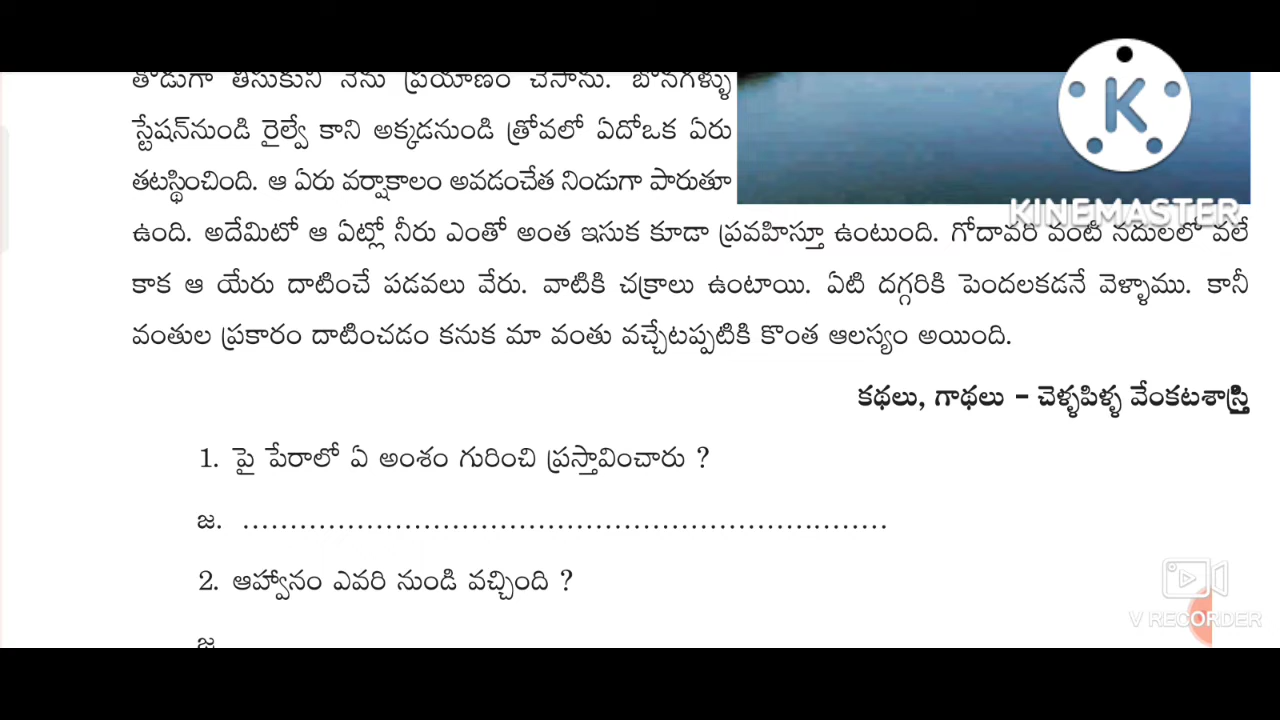 తోడుగా తీసుకుని నేను ప్రయాణం చేసాను. బోనగళ్ళు
స్టేషన్‌నుండి రైల్వే కాని అక్కడనుండి త్రోవలో ఏదోఒక ఏరు
తటస్థించింది. ఆ ఏరు వర్షాకాలం అవడంచేత నిండుగా పారుతూ
ఉంది. అదేమిటో ఆ ఏట్లో నీరు ఎంతో అంత ఇసుక కూడా ప్రవహిస్తూ ఉంటుంది. గోదావరి వంటి నదులలో వలే
కాక ఆ యేరు దాటించే పడవలు వేరు. వాటికి చక్రాలు ఉంటాయి. ఏటి దగ్గరికి పెందలకడనే వెళ్ళాము. కానీ
వంతుల ప్రకారం దాటించడం కనుక మా వంతు వచ్చేటప్పటికి కొంత ఆలస్యం అయింది.
కథలు, గాథలు – చెళ్ళపిళ్ళ వేంకటశాస్త్రి
1. పై పేరాలో ఏ అంశం గురించి ప్రస్తావించారు ?
జ. ....................................................................
2. ఆహ్వానం ఎవరి నుండి వచ్చింది ?
జ
KINEMASTER
V RECORDER